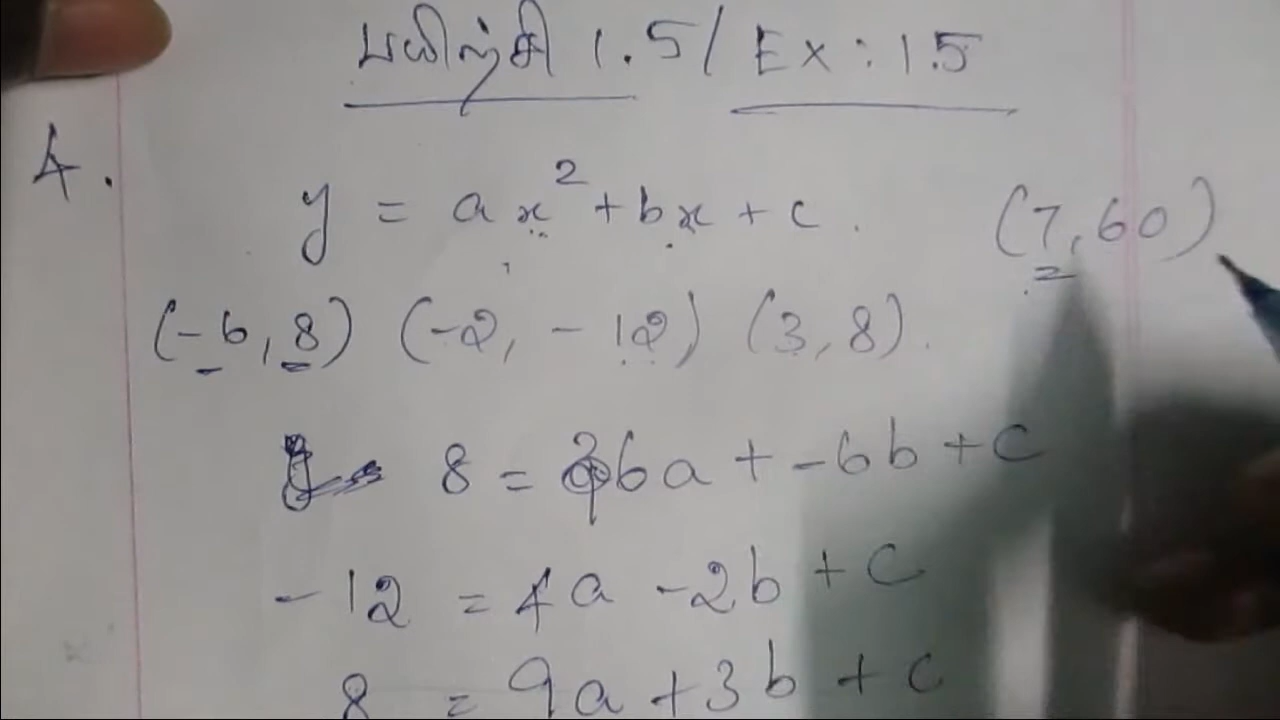 பயிற்சி 1.5 / Ex : 1.5
4.
y = ax² + bx + c . (7, 60)
(-6, 8) (-2, -12) (3, 8) .
8 = 36a + -6b + c
-12 = 4a - 2b + c
8 = 9a + 3b + c